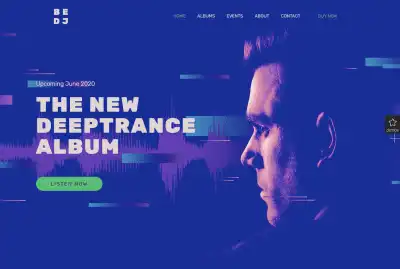 BE
DJ
HOME ALBUMS EVENTS ABOUT CONTACT BUY NOW
Upcoming June 2020
THE NEW
DEEPTRANCE
ALBUM
LISTEN NOW